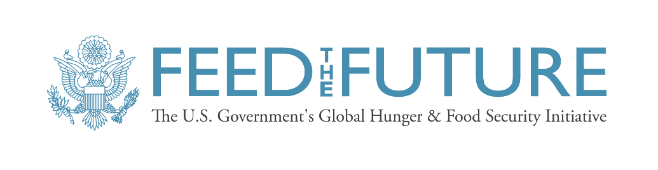 FEED THE FUTURE
The U.S. Government's Global Hunger & Food Security Initiative